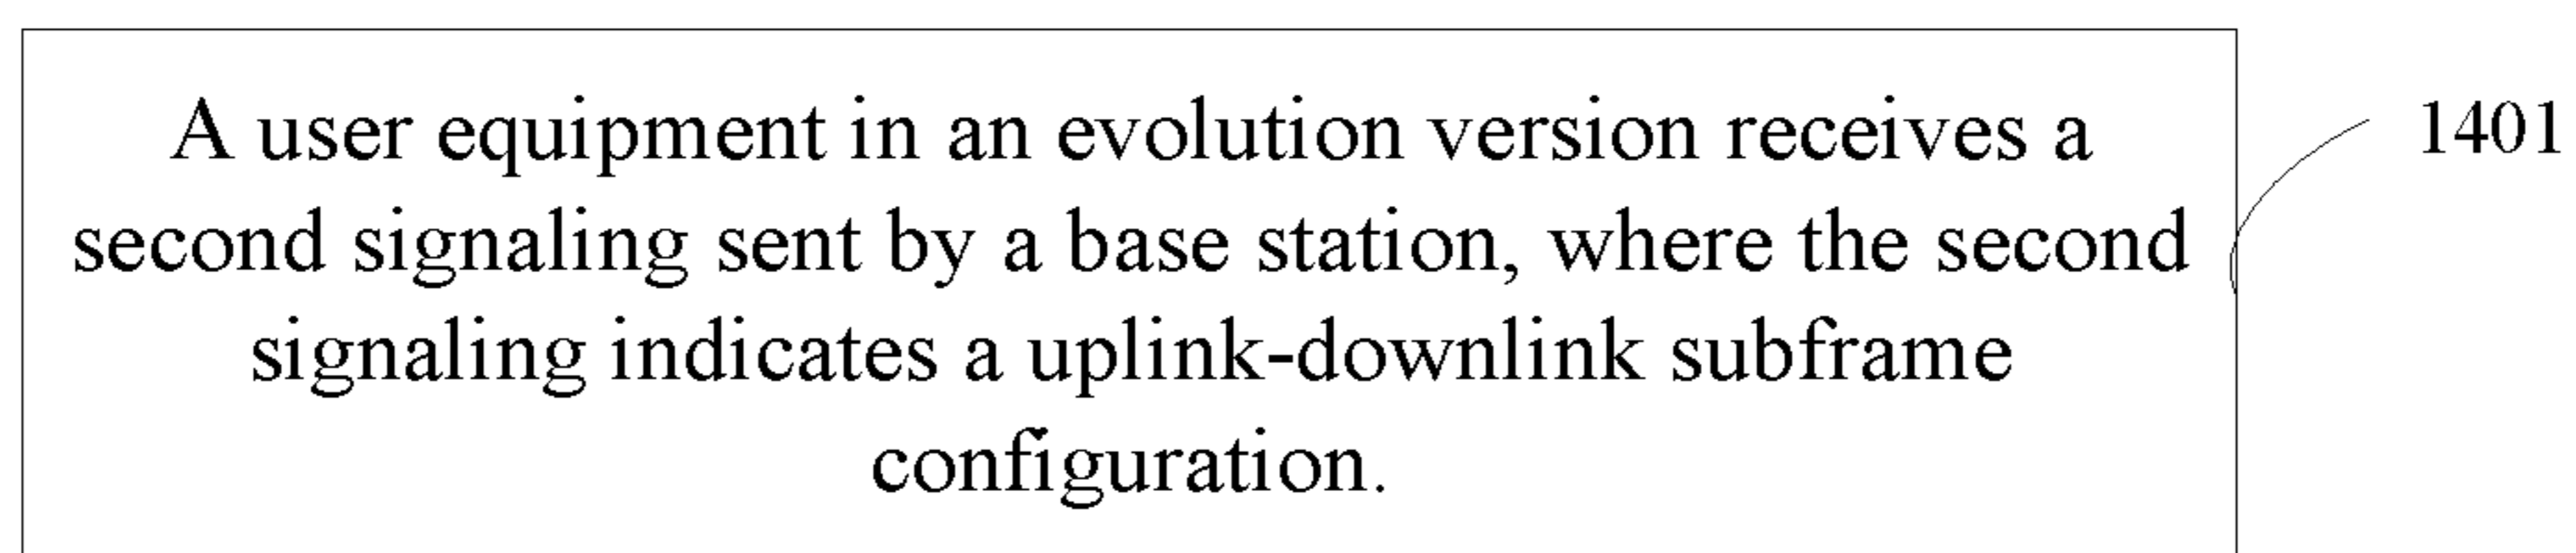 A user equipment in an evolution version receives a
second signaling sent by a base station, where the second
signaling indicates a uplink-downlink subframe
configuration.
1401